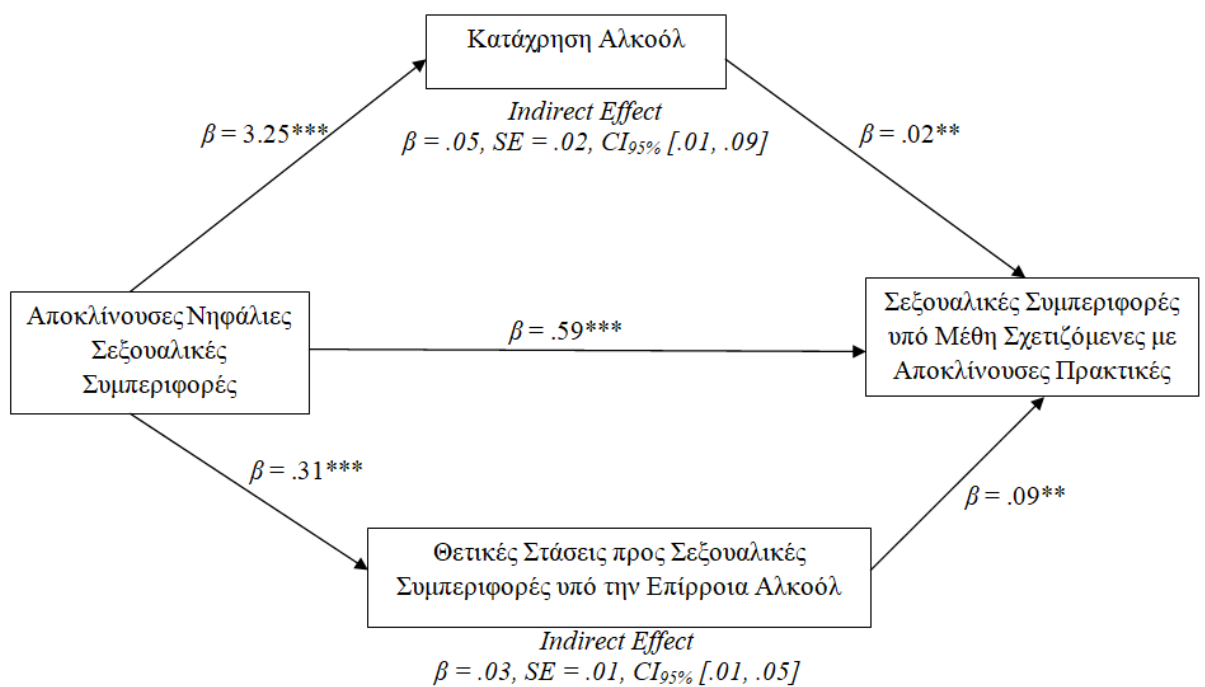 Κατάχρηση Αλκοόλ
Indirect Effect
β = .05, SE = .02, CI95% [.01, .09]
β = 3.25***
β = .02**
Αποκλίνουσες Νηφάλιες
Σεξουαλικές
Συμπεριφορές
β = .59***
Σεξουαλικές Συμπεριφορές
υπό Μέθη Σχετιζόμενες με
Αποκλίνουσες Πρακτικές
β = .31***
β = .09**
Θετικές Στάσεις προς Σεξουαλικές
Συμπεριφορές υπό την Επίρροια Αλκοόλ
Indirect Effect
β = .03, SE = .01, CI95% [.01, .05]